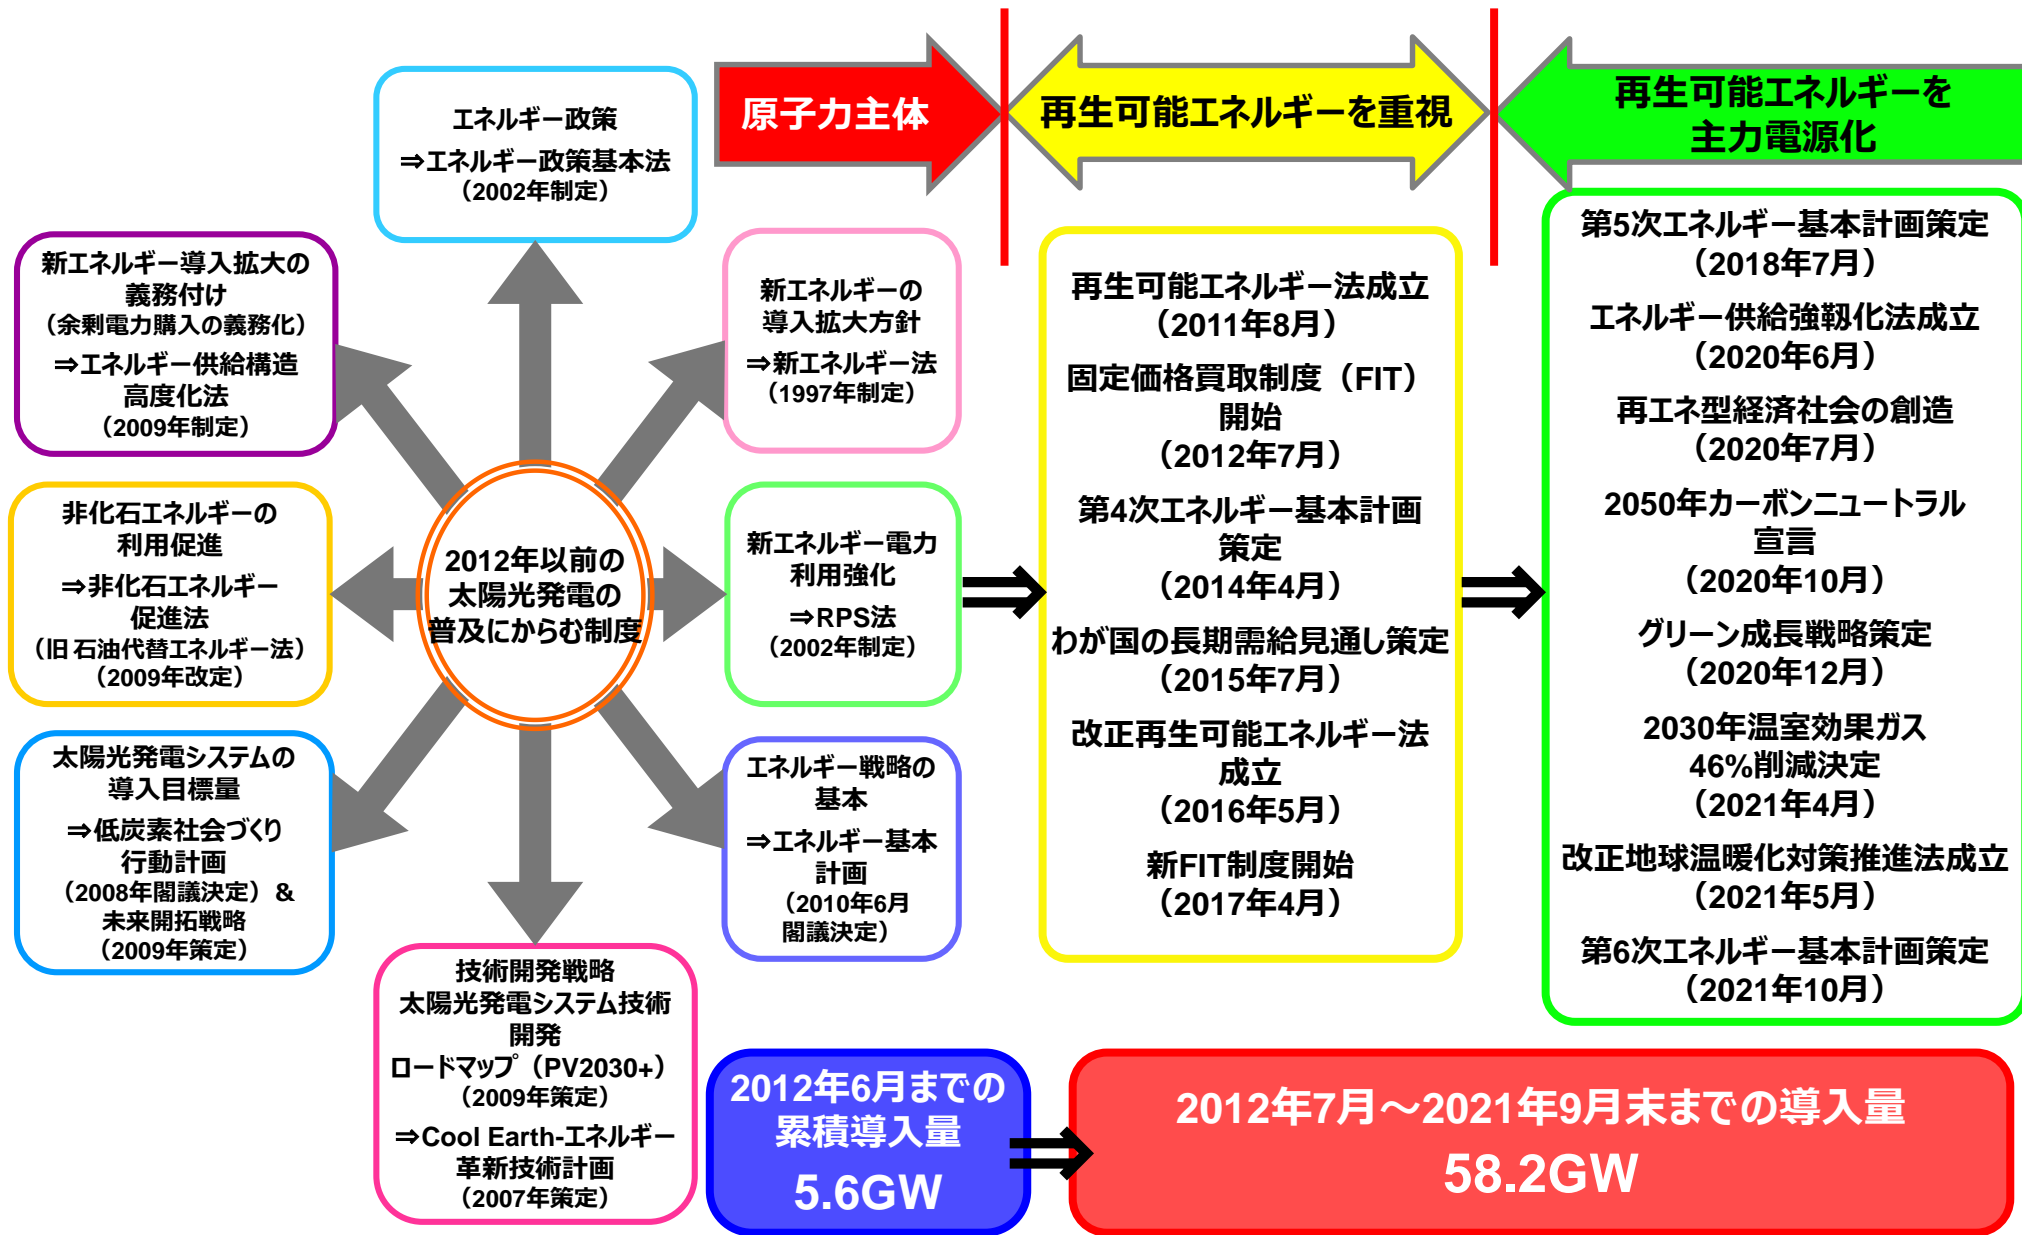 原子力主体
再生可能エネルギーを重視
再生可能エネルギーを
主力電源化
エネルギー政策
⇒エネルギー政策基本法
（2002年制定）
新エネルギー導入拡大の
義務付け
（余剰電力購入の義務化）
⇒エネルギー供給構造
高度化法
（2009年制定）
新エネルギーの
導入拡大方針
⇒新エネルギー法
（1997年制定）
非化石エネルギーの
利用促進
⇒非化石エネルギー
促進法
（旧石油代替エネルギー法）
（2009年改定）
2012年以前の
太陽光発電の
普及にからむ制度
新エネルギー電力
利用強化
⇒RPS法
（2002年制定）
太陽光発電システムの
導入目標量
⇒低炭素社会づくり
行動計画
（2008年閣議決定）&
未来開拓戦略
（2009年策定）
エネルギー戦略の
基本
⇒エネルギー基本
計画
（2010年6月
閣議決定）
技術開発戦略
太陽光発電システム技術
開発
ロードマップ（PV2030+）
（2009年策定）
⇒Cool Earth-エネルギー
革新技術計画
（2007年策定）
再生可能エネルギー法成立
（2011年8月）
固定価格買取制度（FIT）
開始
（2012年7月）
第4次エネルギー基本計画
策定
（2014年4月）
わが国の長期需給見通し策定
（2015年7月）
改正再生可能エネルギー法
成立
（2016年5月）
新FIT制度開始
（2017年4月）
第5次エネルギー基本計画策定
（2018年7月）
エネルギー供給強靱化法成立
（2020年6月）
再エネ型経済社会の創造
（2020年7月）
2050年カーボンニュートラル
宣言
（2020年10月）
グリーン成長戦略策定
（2020年12月）
2030年温室効果ガス
46%削減決定
（2021年4月）
改正地球温暖化対策推進法成立
（2021年5月）
第6次エネルギー基本計画策定
（2021年10月）
2012年6月までの
累積導入量
5.6GW
2012年7月～2021年9月末までの導入量
58.2GW